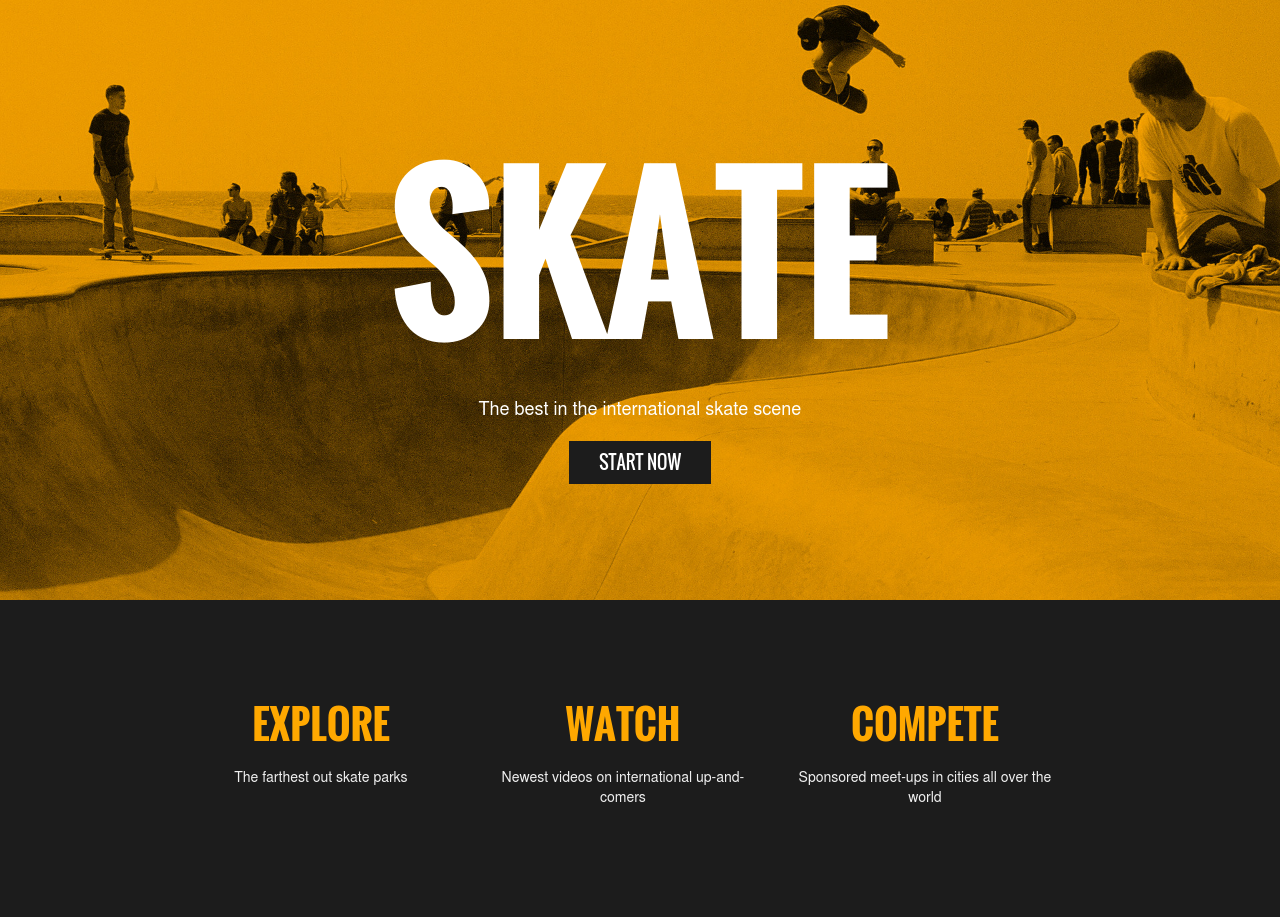 SKATE
The best in the international skate scene
START NOW
EXPLORE
WATCH
COMPETE
The farthest out skate parks
Newest videos on international up-and-
comers
Sponsored meet-ups in cities all over the
world